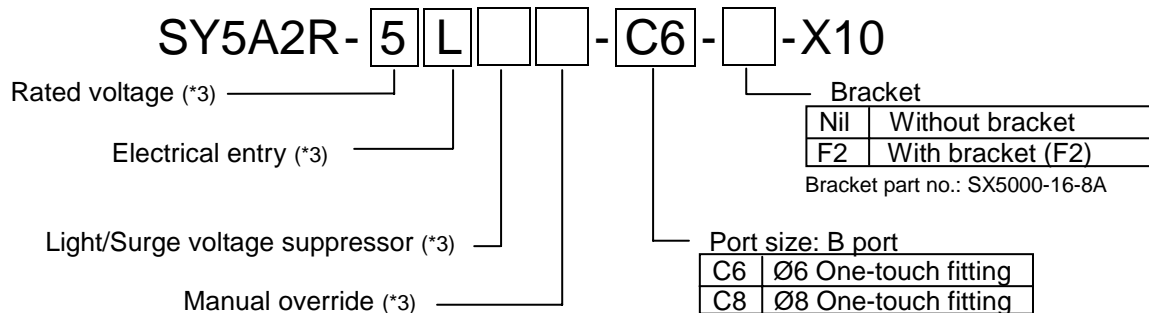 SY5A2R- 5 L - C6 - -X10
Rated voltage (*3)
Bracket
Nil Without bracket
F2 With bracket (F2)
Electrical entry (*3)
Bracket part no.: SX5000-16-8A
Light/Surge voltage suppressor (*3)
Port size: B port
C6 Ø6 One-touch fitting
C8 Ø8 One-touch fitting
Manual override (*3)